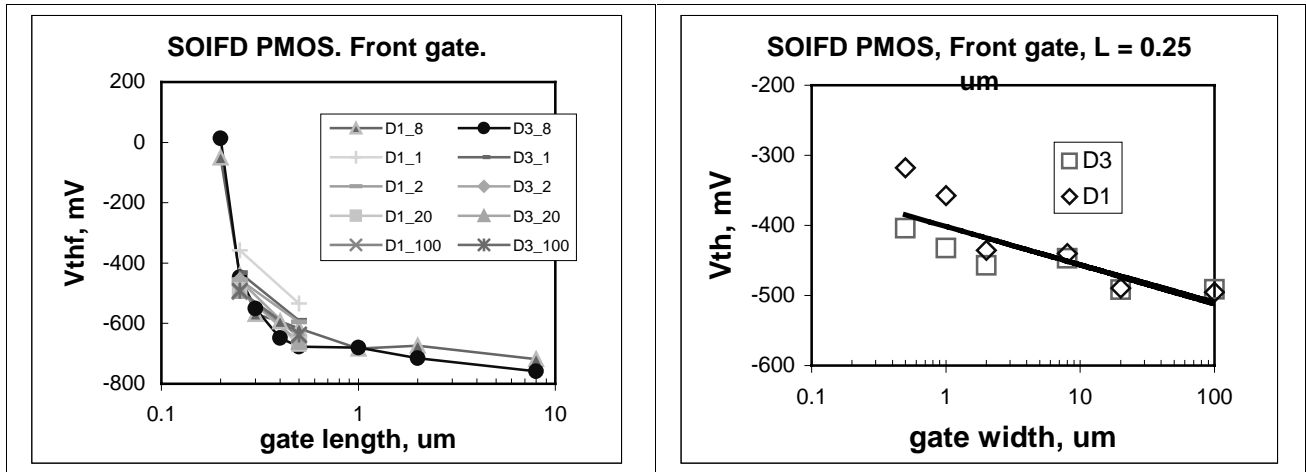 SOIFD PMOS. Front gate.
200
0
-200
-400
-600
-800
Vthf, mV
D1_8
D3_8
D1_1
D3_1
D1_2
D3_2
D1_20
D3_20
D1_100
D3_100
0.1
1
10
gate length, um
SOIFD PMOS, Front gate, L = 0.25
um
-200
-300
-400
-500
-600
Vth, mV
D3
D1
0.1
1
10
100
gate width, um